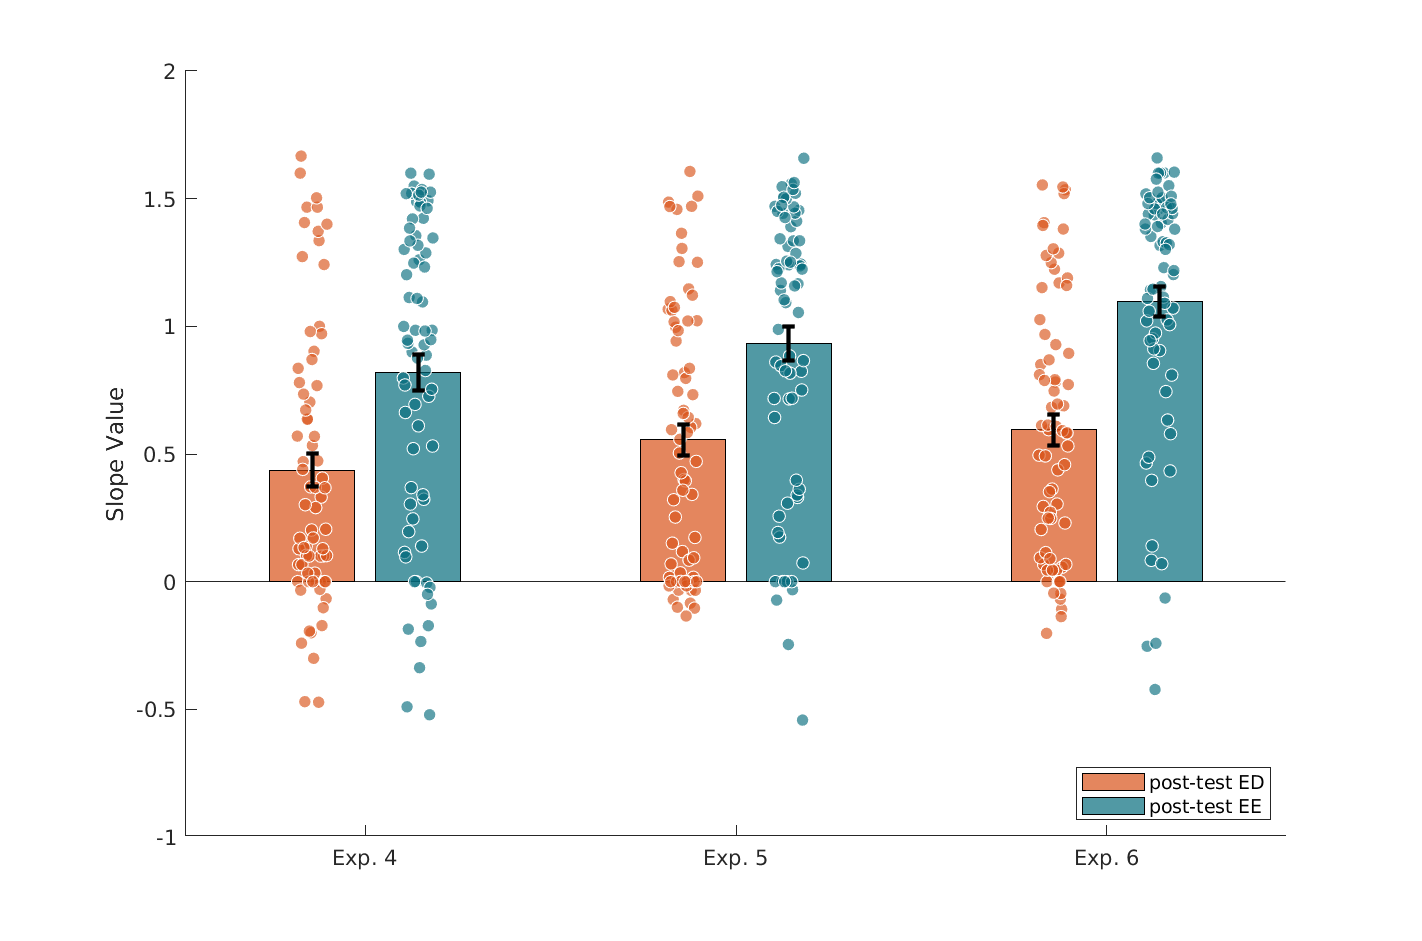 2
1.5
1
0.5
0
-0.5
-1
Slope Value
Exp. 4
Exp. 5
Exp. 6
post-test ED
post-test EE